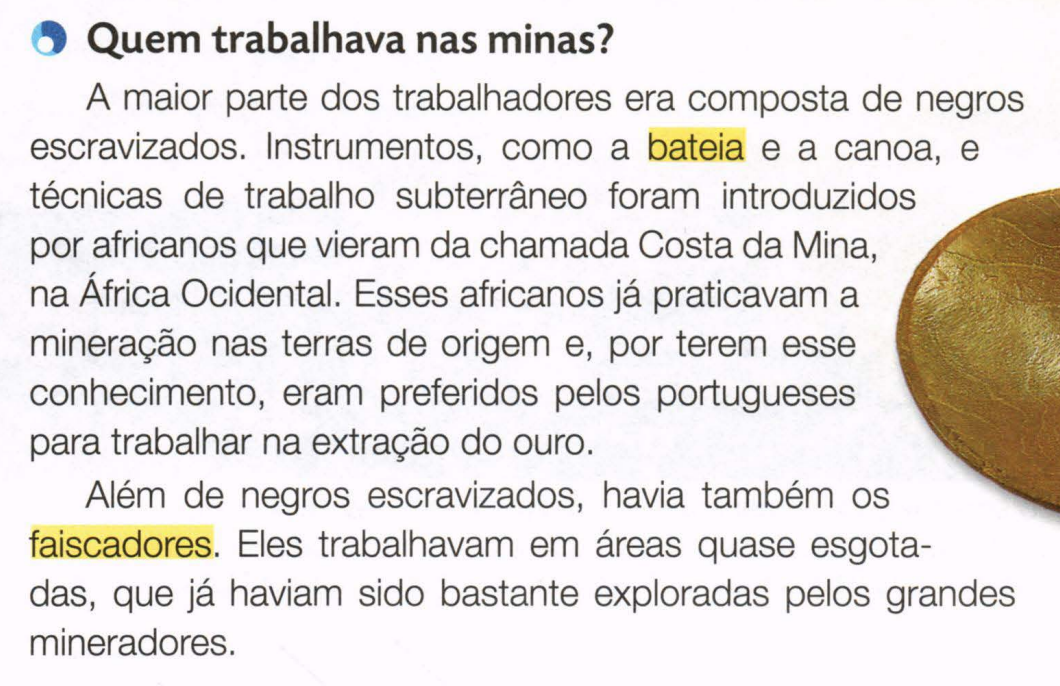 Quem trabalhava nas minas?
A maior parte dos trabalhadores era composta de negros
escravizados. Instrumentos, como a bateia e a canoa, e
técnicas de trabalho subterrâneo foram introduzidos
por africanos que vieram da chamada Costa da Mina,
na África Ocidental. Esses africanos já praticavam a
mineração nas terras de origem e, por terem esse
conhecimento, eram preferidos pelos portugueses
para trabalhar na extração do ouro.
Além de negros escravizados, havia também os
faiscadores. Eles trabalhavam em áreas quase esgota-
das, que já haviam sido bastante exploradas pelos grandes
mineradores.